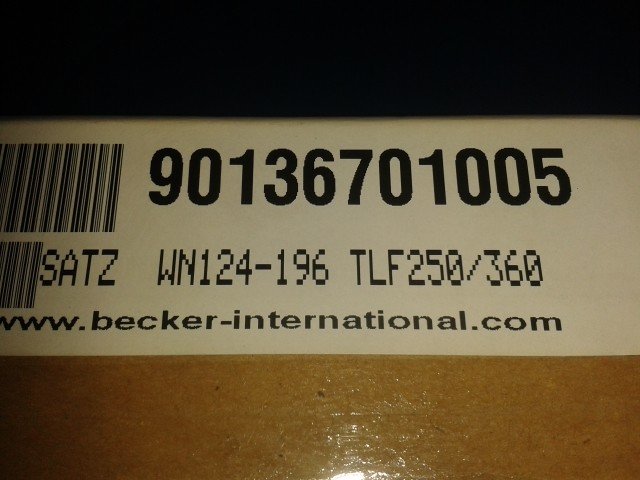 90136701005
SATZ WN124-196 TLF250/360
www.becker-international.com